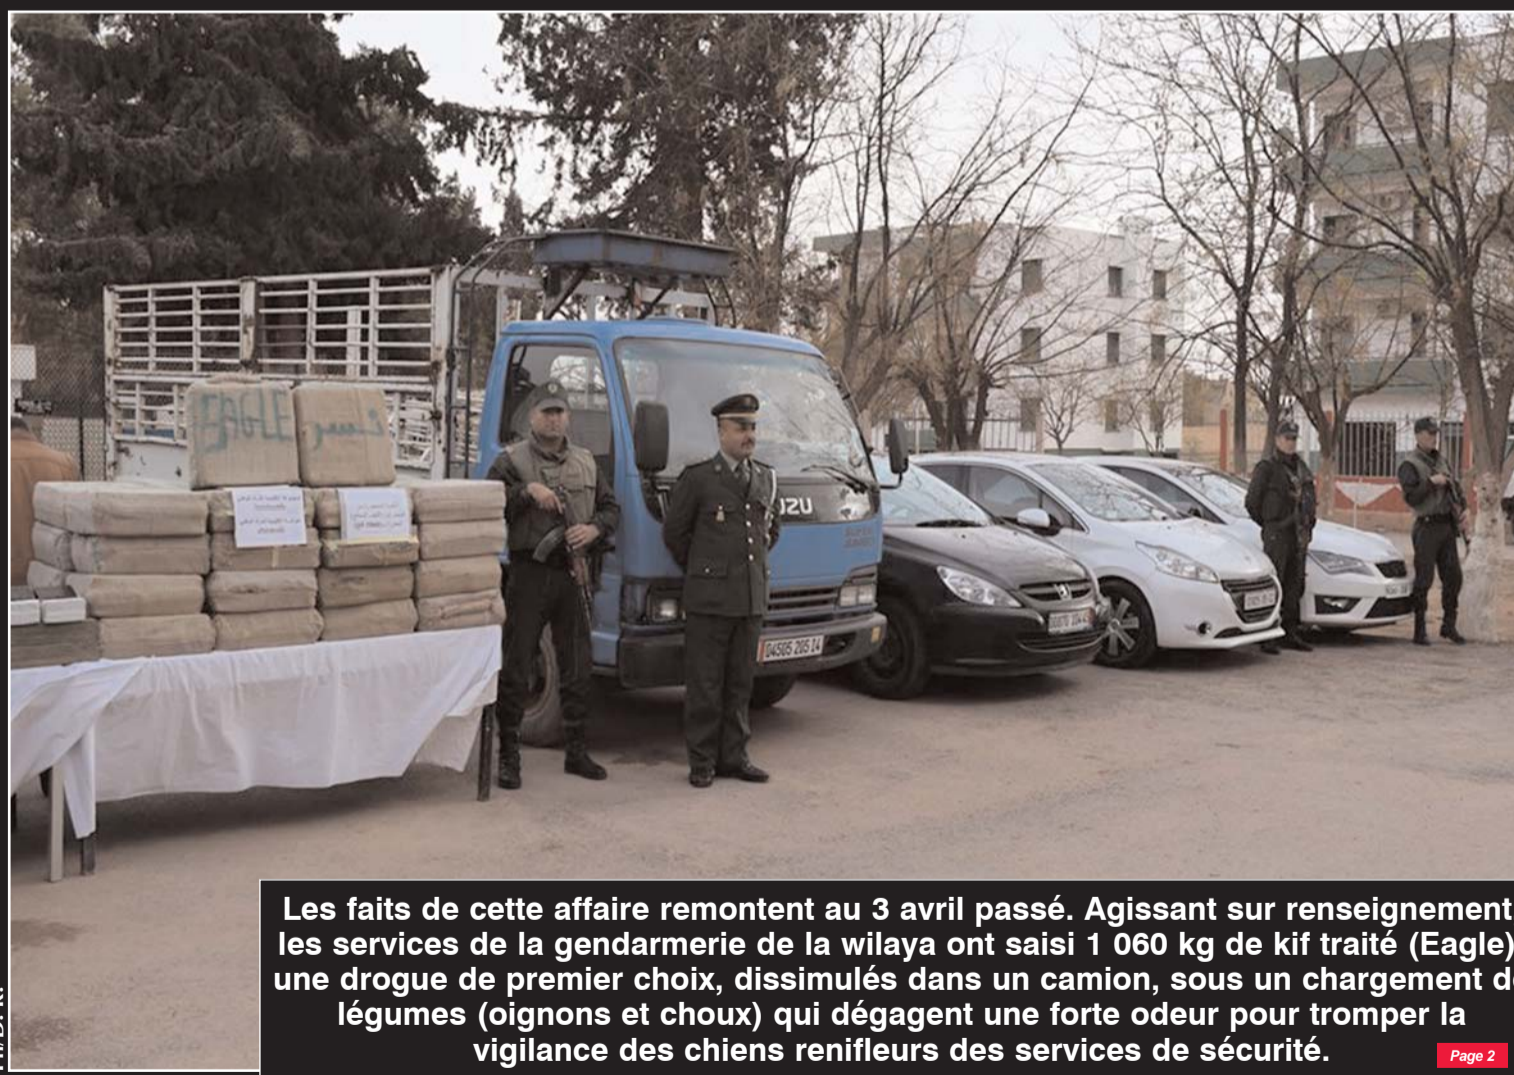 EAGLE
نسر
UZU
04505 205 14
Les faits de cette affaire remontent au 3 avril passé. Agissant sur renseignement
les services de la gendarmerie de la wilaya ont saisi 1 060 kg de kif traité (Eagle)
une drogue de premier choix, dissimulés dans un camion, sous un chargement d
légumes (oignons et choux) qui dégagent une forte odeur pour tromper la
vigilance des chiens renifleurs des services de sécurité.
Page 2